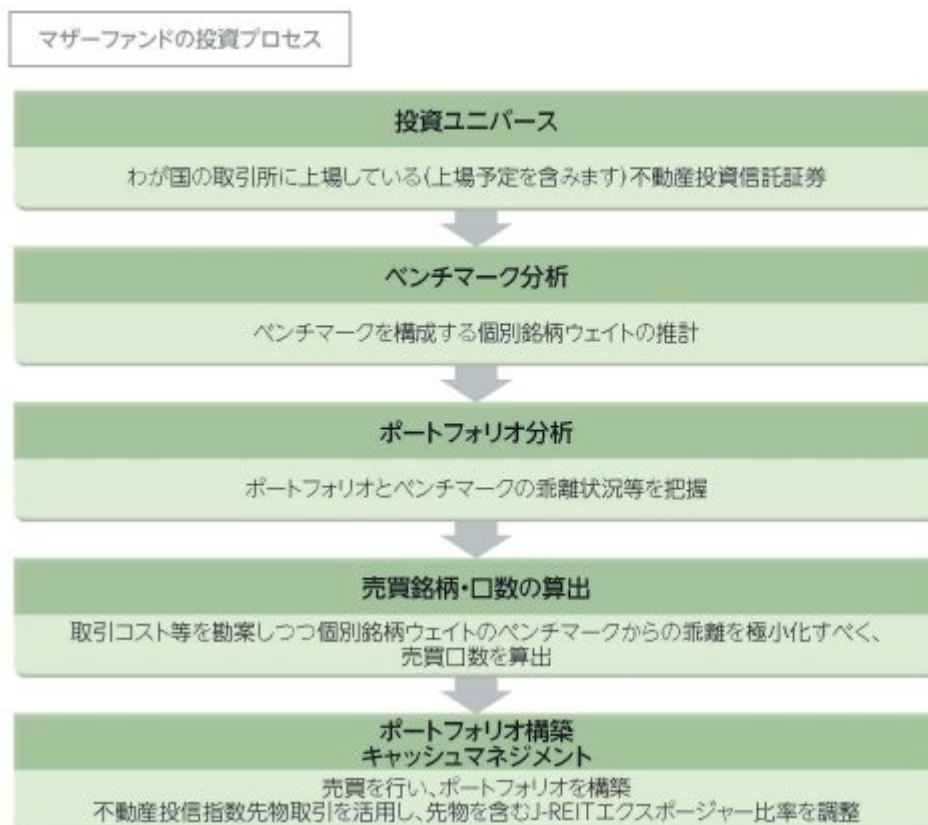 マザーファンドの投資プロセス
投資ユニバース
わが国の取引所に上場している(上場予定を含みます)不動産投資信託証券
ベンチマーク分析
ベンチマークを構成する個別銘柄ウェイトの推計
ポートフォリオ分析
ポートフォリオとベンチマークの乖離状況等を把握
売買銘柄・口数の算出
取引コスト等を勘案しつつ個別銘柄ウェイトのベンチマークからの乖離を極小化すべく、
売買口数を算出
ポートフォリオ構築
キャッシュマネジメント
売買を行い、ポートフォリオを構築
不動産投信指数先物取引を活用し、先物を含むJ-REITエクスポージャー比率を調整